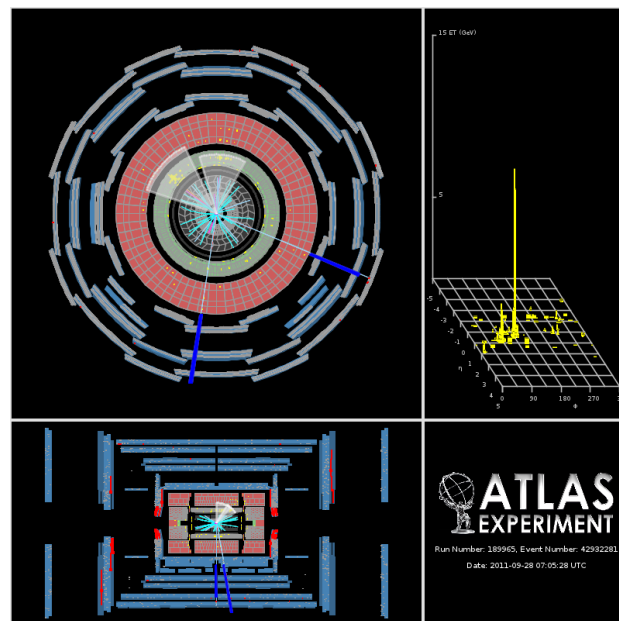 15 ET (GeV)
5
-5
-4
-3
-2
-1
0
1
2
3
4
5
η
0 90 180 270
Φ
ATLAS
EXPERIMENT
Run Number: 189965, Event Number: 42932281
Date: 2011-09-28 07:05:28 UTC